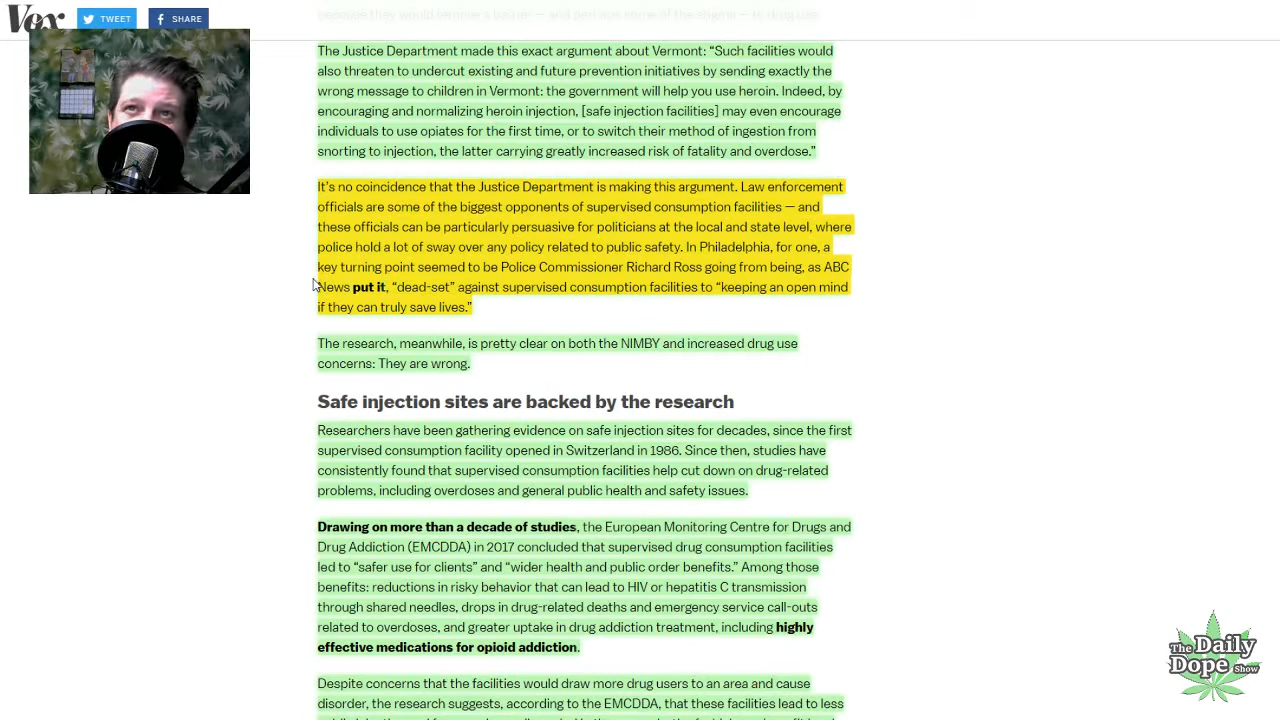 Vox
TWEET
SHARE
because they would remove a barrier — and perhaps some of the stigma — to drug use.
The Justice Department made this exact argument about Vermont: “Such facilities would
also threaten to undercut existing and future prevention initiatives by sending exactly the
wrong message to children in Vermont: the government will help you use heroin. Indeed, by
encouraging and normalizing heroin injection, [safe injection facilities] may even encourage
individuals to use opiates for the first time, or to switch their method of ingestion from
snorting to injection, the latter carrying greatly increased risk of fatality and overdose.”
It’s no coincidence that the Justice Department is making this argument. Law enforcement
officials are some of the biggest opponents of supervised consumption facilities — and
these officials can be particularly persuasive for politicians at the local and state level, where
police hold a lot of sway over any policy related to public safety. In Philadelphia, for one, a
key turning point seemed to be Police Commissioner Richard Ross going from being, as ABC
News put it, “dead-set” against supervised consumption facilities to “keeping an open mind
if they can truly save lives.”
The research, meanwhile, is pretty clear on both the NIMBY and increased drug use
concerns: They are wrong.
Safe injection sites are backed by the research
Researchers have been gathering evidence on safe injection sites for decades, since the first
supervised consumption facility opened in Switzerland in 1986. Since then, studies have
consistently found that supervised consumption facilities help cut down on drug-related
problems, including overdoses and general public health and safety issues.
Drawing on more than a decade of studies, the European Monitoring Centre for Drugs and
Drug Addiction (EMCDDA) in 2017 concluded that supervised drug consumption facilities
led to “safer use for clients” and “wider health and public order benefits.” Among those
benefits: reductions in risky behavior that can lead to HIV or hepatitis C transmission
through shared needles, drops in drug-related deaths and emergency service call-outs
related to overdoses, and greater uptake in drug addiction treatment, including highly
effective medications for opioid addiction.
Despite concerns that the facilities would draw more drug users to an area and cause
disorder, the research suggests, according to the EMCDDA, that these facilities lead to less
The Daily
Dope Show